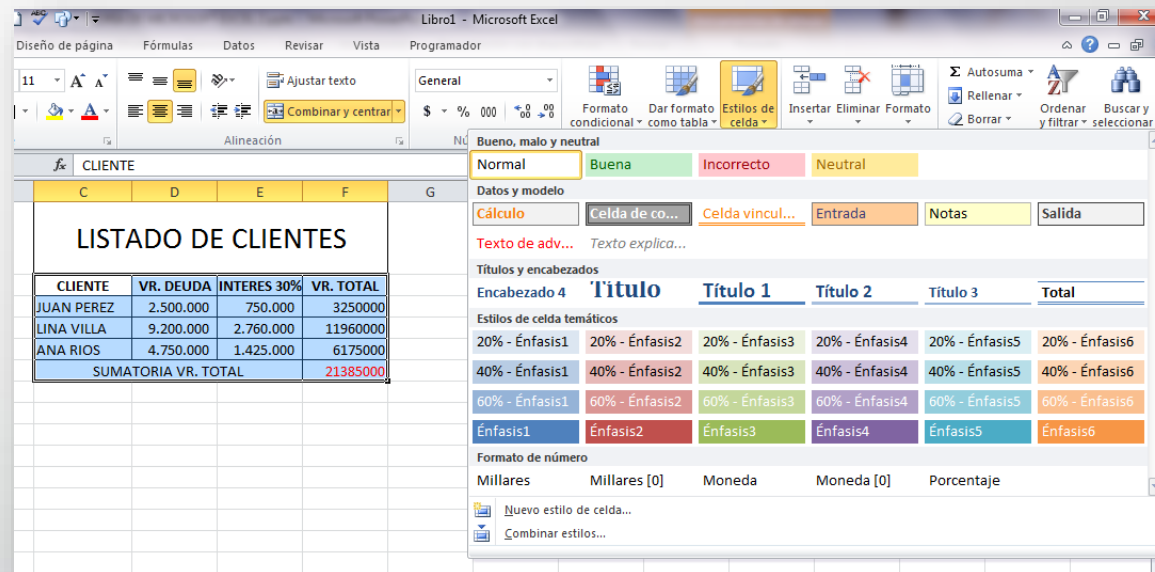 Libro1 - Microsoft Excel
Diseño de página Fórmulas Datos Revisar Vista Programador
11 A A Ajustar texto General Σ Autosuma
Rellenar
Combinar y centrar $ % 000 Formato condicional Dar formato como tabla Estilos de celda Insertar Eliminar Formato Borrar Ordenar y filtrar Buscar y seleccionar
Alineación
fx CLIENTE
C D E F G
LISTADO DE CLIENTES
CLIENTE VR. DEUDA INTERES 30% VR. TOTAL
JUAN PEREZ 2.500.000 750.000 3250000
LINA VILLA 9.200.000 2.760.000 11960000
ANA RIOS 4.750.000 1.425.000 6175000
SUMATORIA VR. TOTAL 21385000
Bueno, malo y neutral
Normal Buena Incorrecto Neutral
Datos y modelo
Cálculo Celda de co... Celda vincul... Entrada Notas Salida
Texto de adv... Texto explica...
Títulos y encabezados
Encabezado 4 Título Título 1 Título 2 Título 3 Total
Estilos de celda temáticos
20% - Énfasis1 20% - Énfasis2 20% - Énfasis3 20% - Énfasis4 20% - Énfasis5 20% - Énfasis6
40% - Énfasis1 40% - Énfasis2 40% - Énfasis3 40% - Énfasis4 40% - Énfasis5 40% - Énfasis6
60% - Énfasis1 60% - Énfasis2 60% - Énfasis3 60% - Énfasis4 60% - Énfasis5 60% - Énfasis6
Énfasis1 Énfasis2 Énfasis3 Énfasis4 Énfasis5 Énfasis6
Formato de número
Millares Millares [0] Moneda Moneda [0] Porcentaje
Nuevo estilo de celda...
Combinar estilos...